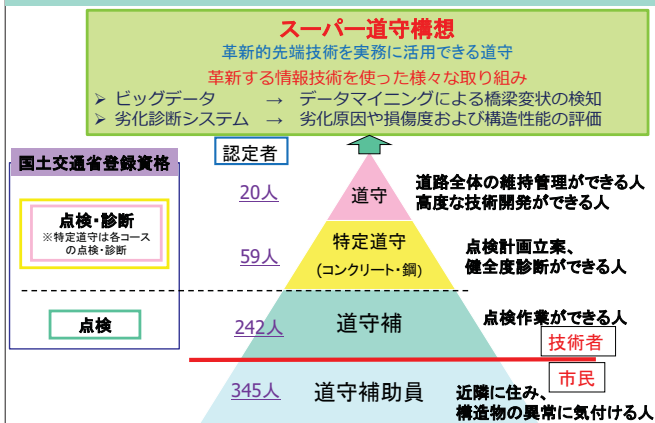 スーパー道守構想
革新的先端技術を実務に活用できる道守
革新する情報技術を使った様々な取り組み
➢ ビッグデータ → データマイニングによる橋梁変状の検知
➢ 劣化診断システム → 劣化原因や損傷度および構造性能の評価
認定者
国土交通省登録資格
点検・診断
※特定道守は各コース
の点検・診断
点検
20人
道守
道路全体の維持管理ができる人
高度な技術開発ができる人
59人
特定道守
(コンクリート・鋼)
点検計画立案、
健全度診断ができる人
242人
道守補
点検作業ができる人
技術者
市民
345人
道守補助員
近隣に住み、
構造物の異常に気付ける人